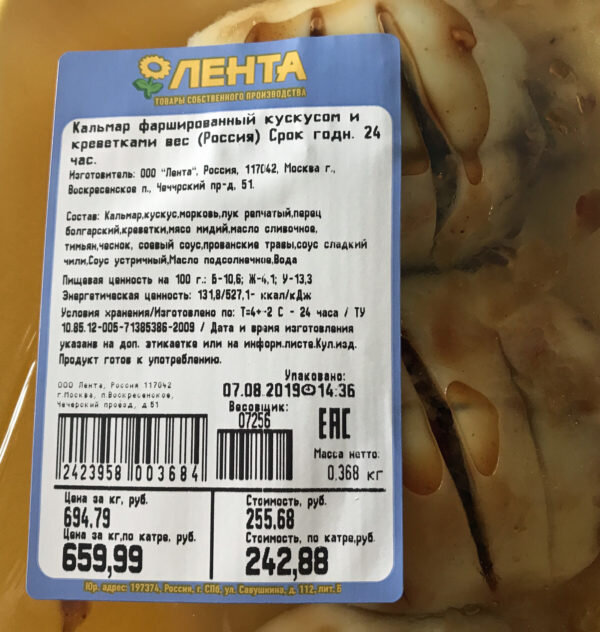 ЛЕНТА
ТОВАРЫ СОБСТВЕННОГО ПРОИЗВОДСТВА
Кальмар фаршированный кускусом и
креветками вес (Россия) Срок годн. 24
час.
Изготовитель: ООО "Лента", Россия, 117042, Москва г.,
Воскресенское п., Чечёрский пр-д, 51.
Состав: Кальмар,кускус,морковь,лук репчатый,перец
болгарский,креветки,мясо мидий,масло сливочное,
тимьян,чеснок, соевый соус,прованские травы,соус сладкий
чили,Соус устричный,Масло подсолнечное,Вода
Пищевая ценность на 100 г.: Б-10,6; Ж-4,1; У-13,3
Энергетическая ценность: 131,8/527,1- ккал/кДж
Условия хранения/Изготовлено по: Т=4+-2 С - 24 часа / ТУ
10.85.12-005-71385386-2009 / Дата и время изготовления
указана на доп. этикетке или на информ.листе.Кул.изд.
Продукт готов к употреблению.
ООО Лента, Россия 117042
г.Москва, п.Воскресенское,
Чечерский проезд, д.51
Упаковано:
07.08.2019 14:36
Весовщик:
07256
ЕАС
Масса нетто:
0,368 кг
2423958 003684
Цена за кг, руб.
694.79
Цена за кг,по катре, руб.
659,99
Стоимость, руб.
255.68
Стоимость, по катре,руб.
242,88
Юр. адрес: 197374, Россия, г. СПб, ул. Савушкина, д. 112, лит. Б